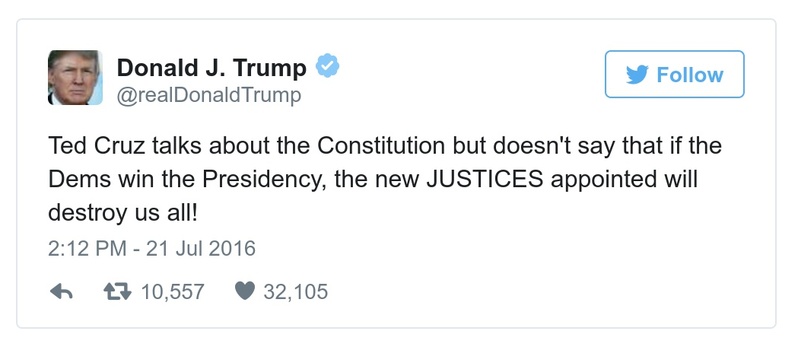 Donald J. Trump
@realDonaldTrump
Follow
Ted Cruz talks about the Constitution but doesn't say that if the
Dems win the Presidency, the new JUSTICES appointed will
destroy us all!
2:12 PM - 21 Jul 2016
10,557 32,105